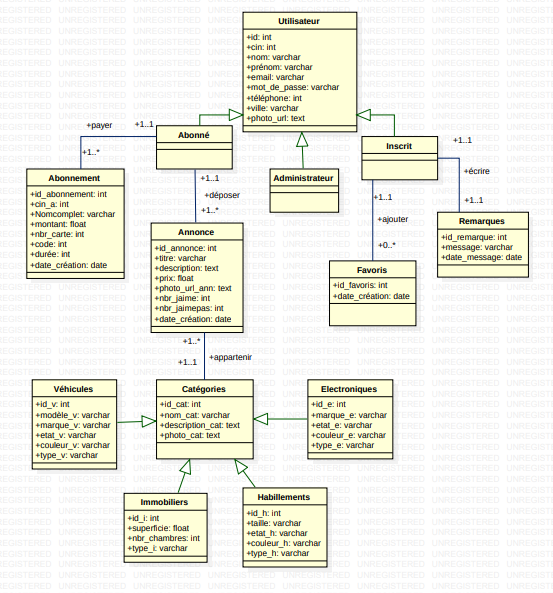 Utilisateur
+id: int
+cin: int
+nom: varchar
+prénom: varchar
+email: varchar
+mot_de_passe: varchar
+téléphone: int
+ville: varchar
+photo_url: text
+payer
+1..1
Abonné
+1..*
Inscrit
+1..1
+écrire
+1..1
Abonnement
+id_abonnement: int
+cin_a: int
+Nomcomplet: varchar
+montant: float
+nbr_carte: int
+code: int
+durée: int
+date_création: date
+1..1
+déposer
+1..*
Administrateur
+1..1
+ajouter
+0..*
Remarques
+id_remarque: int
+message: varchar
+date_message: date
Annonce
+id_annonce: int
+titre: varchar
+description: text
+prix: float
+photo_url_ann: text
+nbr_jaime: int
+nbr_jaimepas: int
+date_création: date
Favoris
+id_favoris: int
+date_création: date
+1..*
+1..1
+appartenir
Véhicules
+id_v: int
+modèle_v: varchar
+marque_v: varchar
+etat_v: varchar
+couleur_v: varchar
+type_v: varchar
Catégories
+id_cat: int
+nom_cat: varchar
+description_cat: text
+photo_cat: text
Electroniques
+id_e: int
+marque_e: varchar
+etat_e: varchar
+couleur_e: varchar
+type_e: varchar
Immobiliers
+id_i: int
+superficie: float
+nbr_chambres: int
+type_i: varchar
Habillements
+id_h: int
+taille: varchar
+etat_h: varchar
+couleur_h: varchar
+type_h: varchar